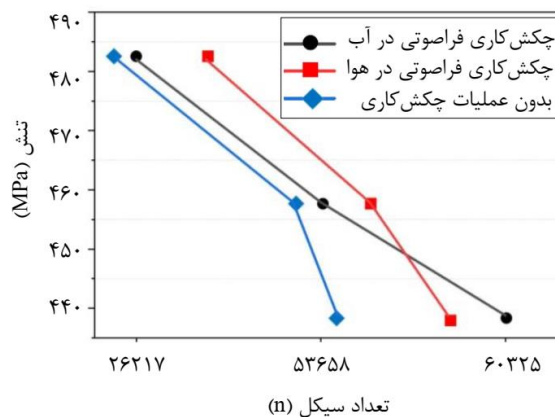 ۴۹۰
۴۸۰
۴۷۰
۴۶۰
۴۵۰
۴۴۰
تنش (MPa)
چکش‌کاری فراصوتی در آب
چکش‌کاری فراصوتی در هوا
بدون عملیات چکش‌کاری
۲۶۲۱۷
۵۳۶۵۸
۶۰۳۲۵
تعداد سیکل (n)